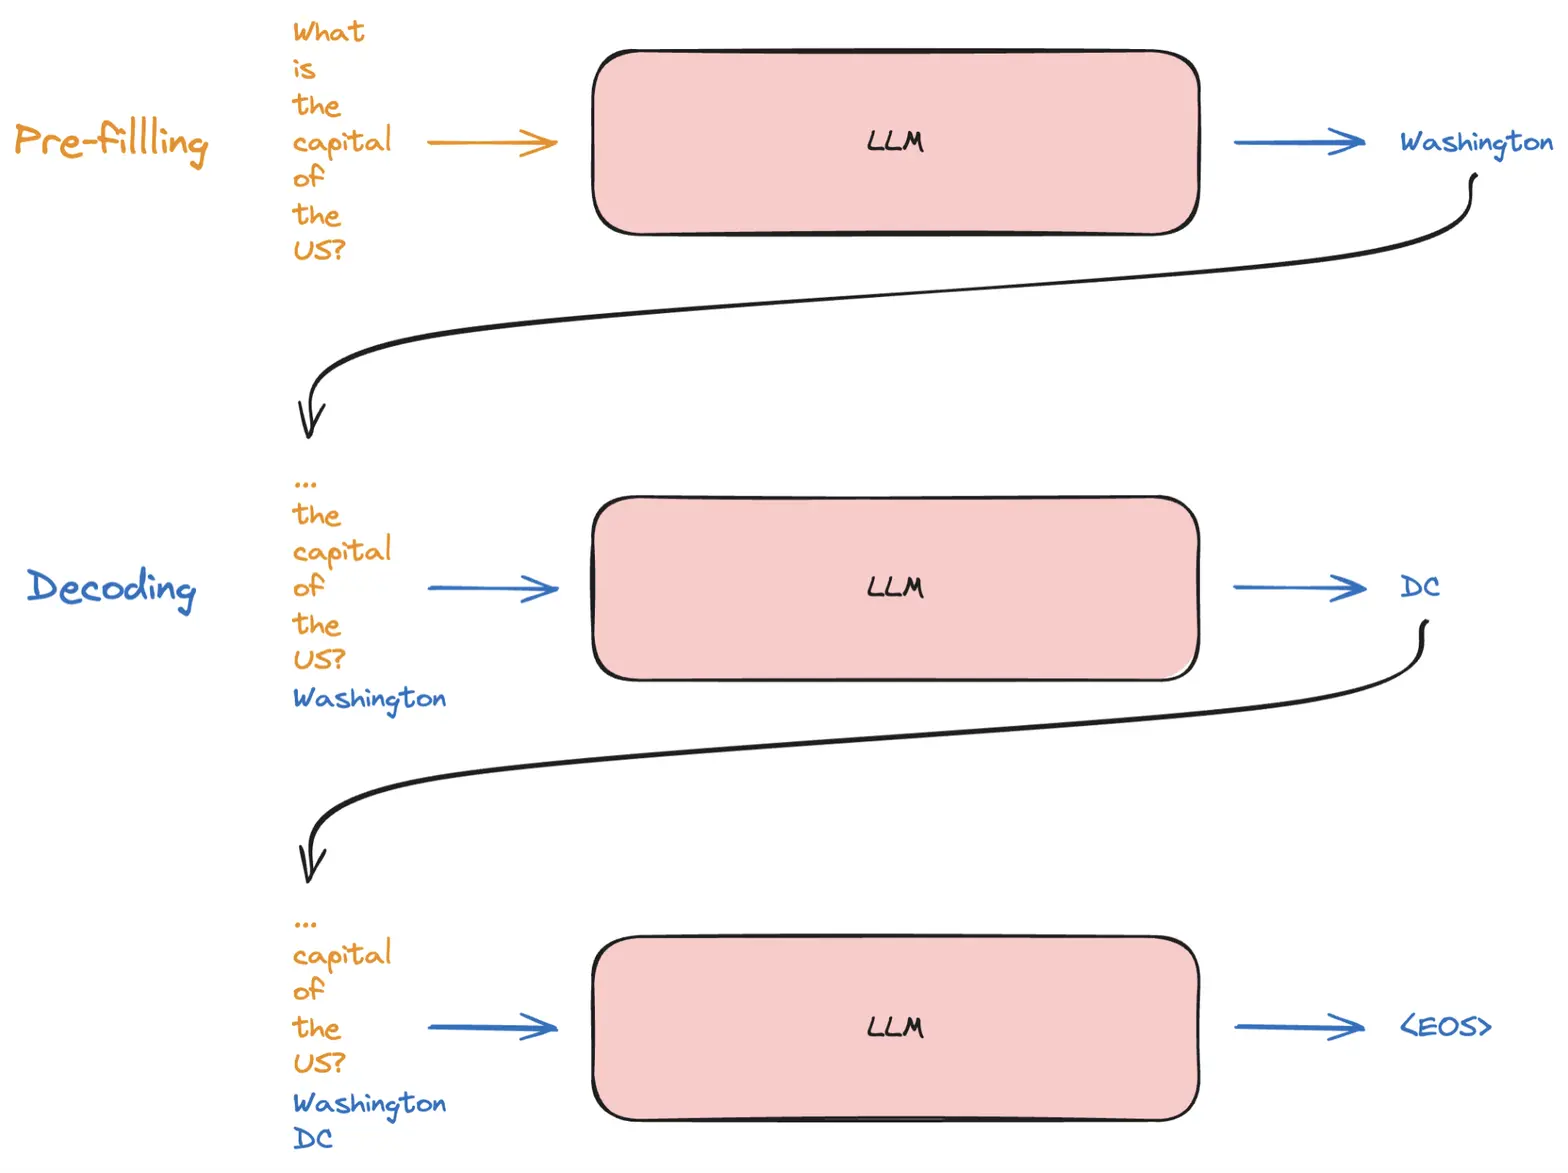 What
is
the
Pre-fillling
capital
of
the
US?
LLM
Washington
...
the
capital
of
the
US?
Washington
Decoding
LLM
DC
...
capital
of
the
US?
Washington
DC
LLM
<EOS>